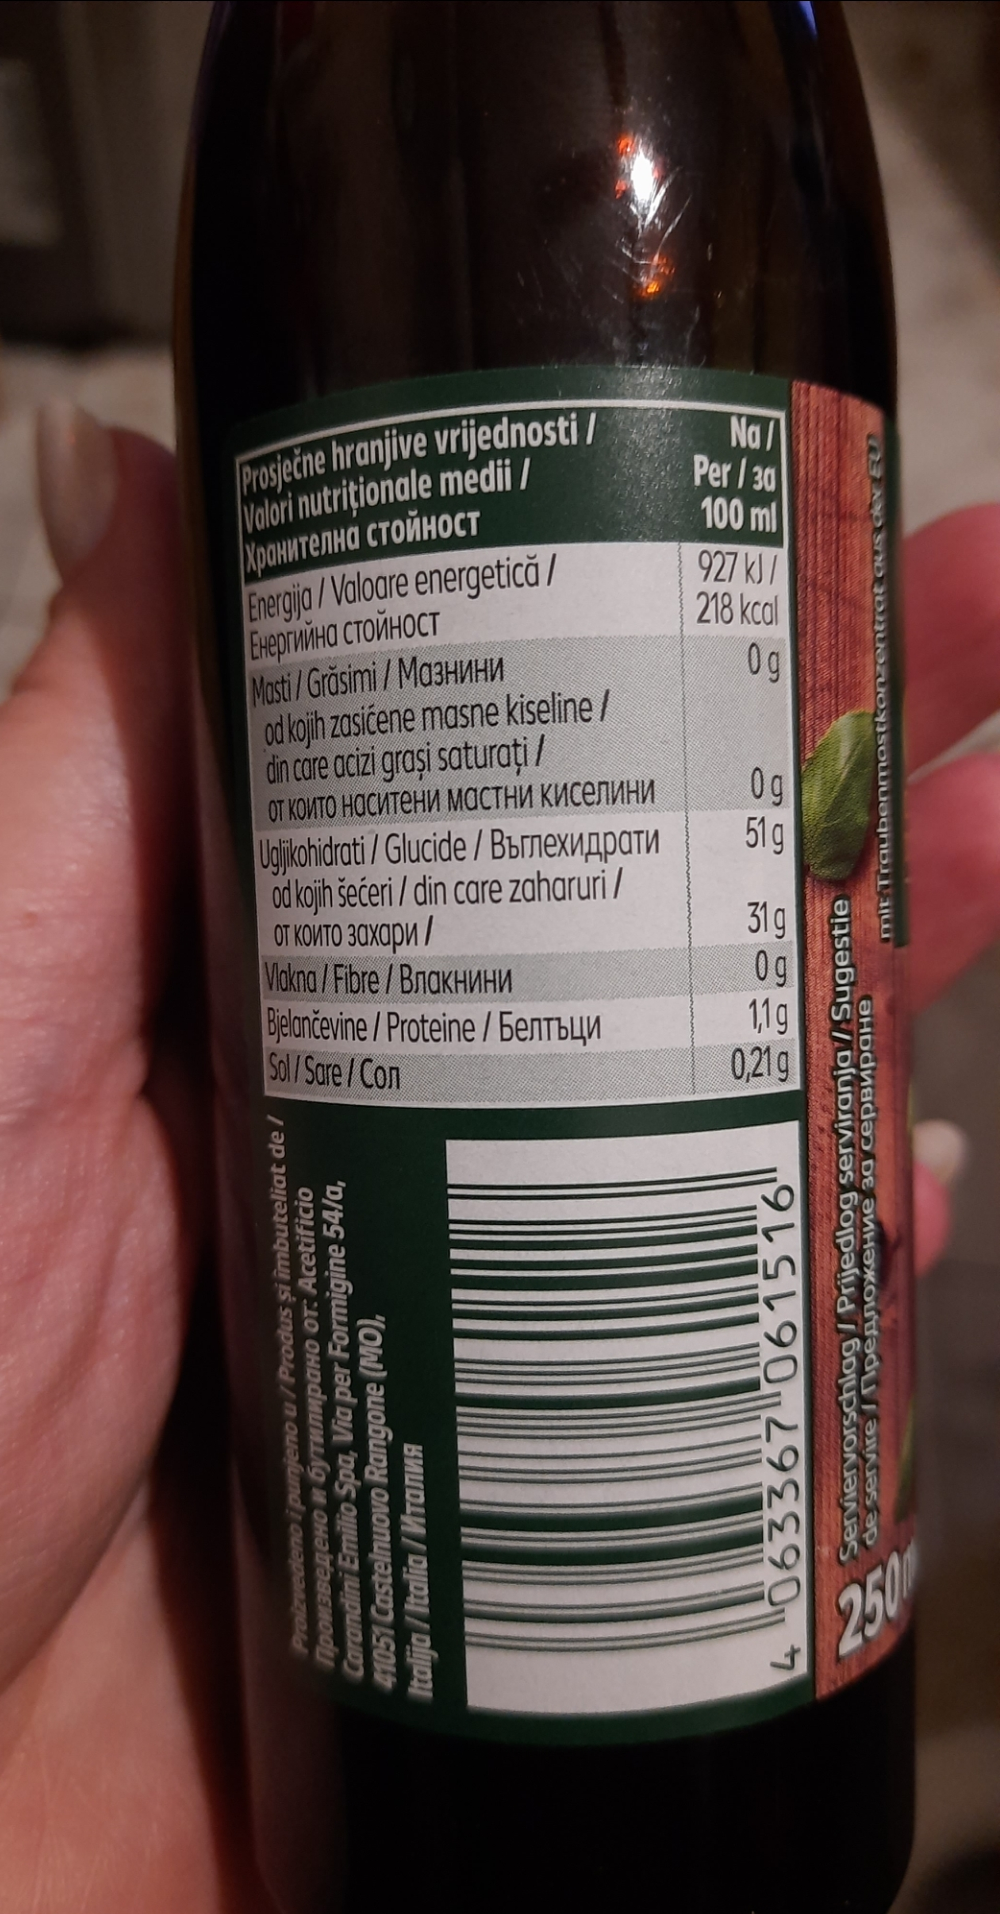 Prosječne hranjive vrijednosti /
Valori nutriționale medii /
Хранителна стойност
Na /
Per / за
100 ml
Energija / Valoare energetică /
Енергийна стойност
927 kJ /
218 kcal
Masti / Grăsimi / Мазнини
0 g
od kojih zasićene masne kiseline /
din care acizi grași saturați /
от които наситени мастни киселини
0 g
Ugljikohidrati / Glucide / Въглехидрати
51 g
od kojih šećeri / din care zaharuri /
от които захари /
31 g
Vlakna / Fibre / Влакнини
0 g
Bjelančevine / Proteine / Белтъци
1,1 g
Sol / Sare / Сол
0,21 g
Proizvedeno i punjeno u / Produs și îmbuteliat de /
Произведено и бутилирано от: Acetificio
Carandini Emilio Spa, Via per Formigine 54/a,
41051 Castelnuovo Rangone (MO),
Italija / Italia / Италия
4 063367 061516
Serviervorschlag / Prijedlog serviranja / Sugestie
de servire / Предложение за сервиране
mit Traubenmostkonzentrat aus der EU
250